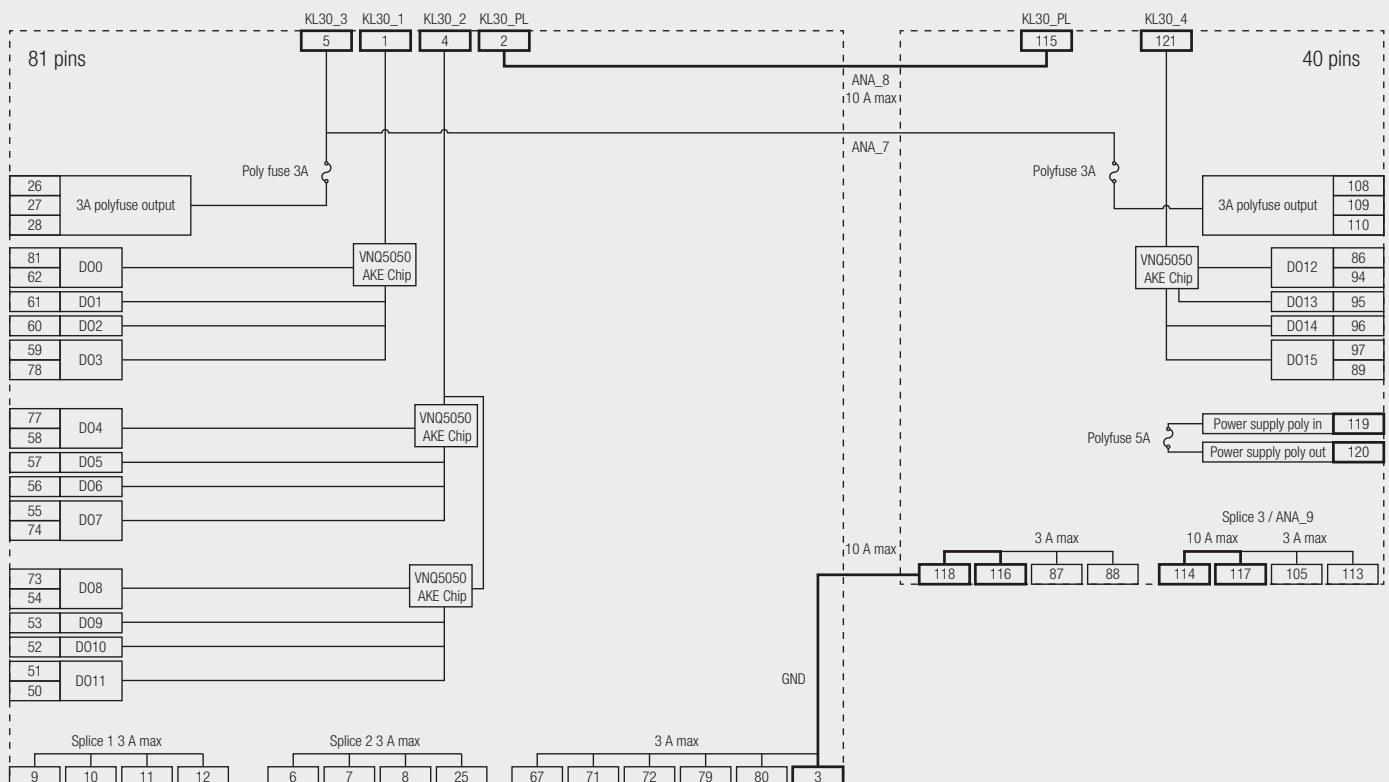 KL30_3 KL30_1 KL30_2 KL30_PL KL30_PL KL30_4
5 1 4 2 115 121
81 pins 40 pins
ANA_8
10 A max
ANA_7
Poly fuse 3A Polyfuse 3A
26
27 3A polyfuse output
28
108
3A polyfuse output 109
110
81
62 DO0
VNQ5050
AKE Chip
61 DO1
60 DO2
59
78 DO3
VNQ5050
AKE Chip
DO12 86
94
DO13 95
DO14 96
DO15 97
89
77
58 DO4
VNQ5050
AKE Chip
57 DO5
56 DO6
55
74 DO7
Polyfuse 5A
Power supply poly in 119
Power supply poly out 120
73
54 DO8
VNQ5050
AKE Chip
53 DO9
52 DO10
51
50 DO11
10 A max
3 A max
118 116 87 88
Splice 3 / ANA_9
10 A max 3 A max
114 117 105 113
GND
Splice 1 3 A max
9 10 11 12
Splice 2 3 A max
6 7 8 25
3 A max
67 71 72 79 80 3